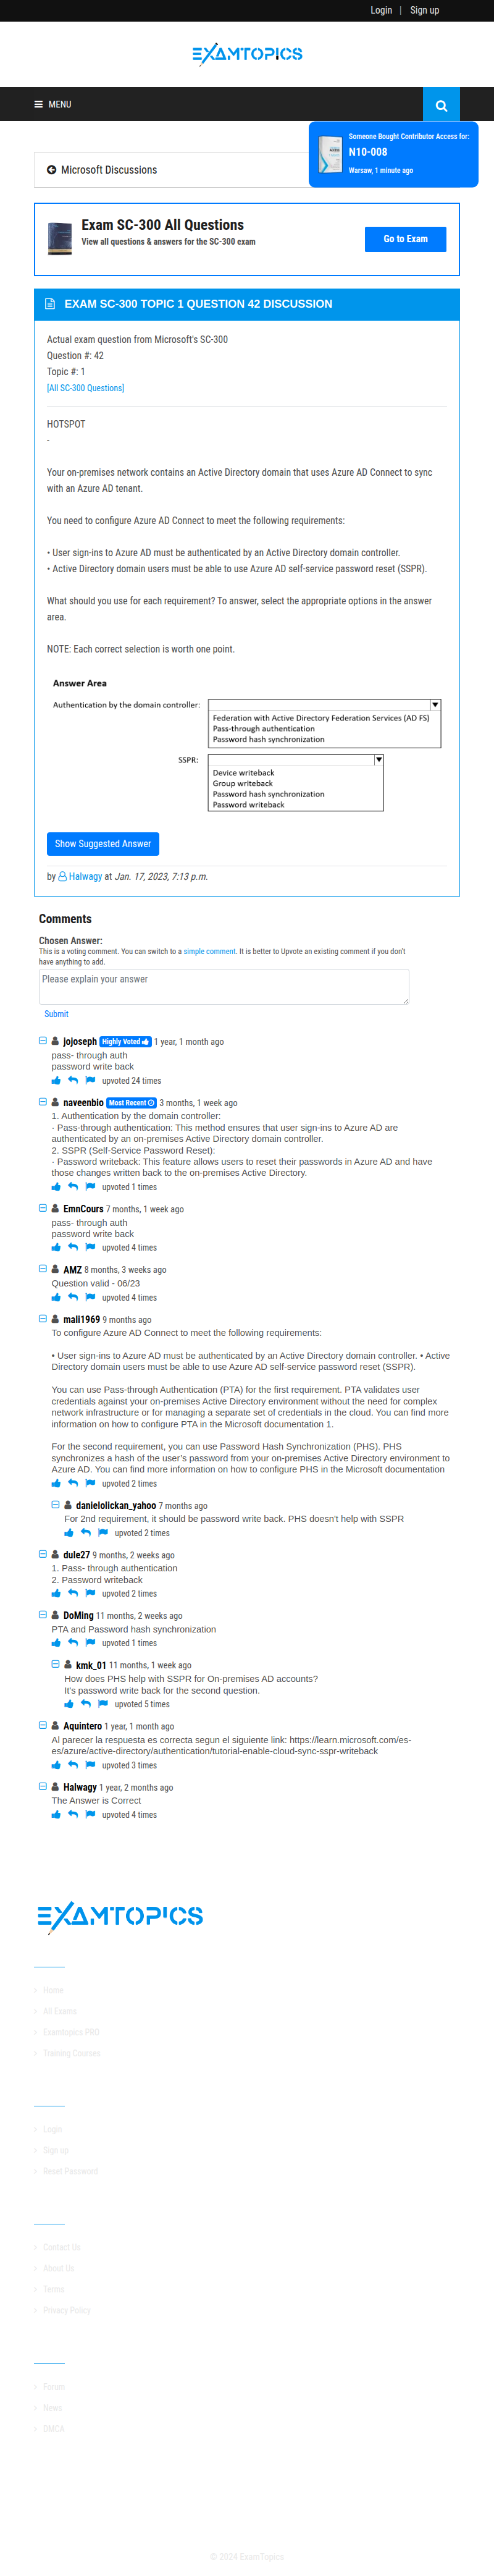 Login | Sign up
EXAMTOPICS
MENU
Someone Bought Contributor Access for:
N10-008
Warsaw, 1 minute ago
Microsoft Discussions
Exam SC-300 All Questions
View all questions & answers for the SC-300 exam
Go to Exam
EXAM SC-300 TOPIC 1 QUESTION 42 DISCUSSION
Actual exam question from Microsoft's SC-300
Question #: 42
Topic #: 1
[All SC-300 Questions]
HOTSPOT
-
Your on-premises network contains an Active Directory domain that uses Azure AD Connect to sync
with an Azure AD tenant.
You need to configure Azure AD Connect to meet the following requirements:
• User sign-ins to Azure AD must be authenticated by an Active Directory domain controller.
• Active Directory domain users must be able to use Azure AD self-service password reset (SSPR).
What should you use for each requirement? To answer, select the appropriate options in the answer
area.
NOTE: Each correct selection is worth one point.
Answer Area
Authentication by the domain controller:
Federation with Active Directory Federation Services (AD FS)
Pass-through authentication
Password hash synchronization
SSPR:
Device writeback
Group writeback
Password hash synchronization
Password writeback
Show Suggested Answer
by Halwagy at Jan. 17, 2023, 7:13 p.m.
Comments
Chosen Answer:
This is a voting comment. You can switch to a simple comment. It is better to Upvote an existing comment if you don't
have anything to add.
Please explain your answer
Submit
jojoseph Highly Voted 1 year, 1 month ago
pass- through auth
password write back
upvoted 24 times
naveenbio Most Recent 3 months, 1 week ago
1. Authentication by the domain controller:
· Pass-through authentication: This method ensures that user sign-ins to Azure AD are
authenticated by an on-premises Active Directory domain controller.
2. SSPR (Self-Service Password Reset):
· Password writeback: This feature allows users to reset their passwords in Azure AD and have
those changes written back to the on-premises Active Directory.
upvoted 1 times
EmnCours 7 months, 1 week ago
pass- through auth
password write back
upvoted 4 times
AMZ 8 months, 3 weeks ago
Question valid - 06/23
upvoted 4 times
mali1969 9 months ago
To configure Azure AD Connect to meet the following requirements:
• User sign-ins to Azure AD must be authenticated by an Active Directory domain controller. • Active
Directory domain users must be able to use Azure AD self-service password reset (SSPR).
You can use Pass-through Authentication (PTA) for the first requirement. PTA validates user
credentials against your on-premises Active Directory environment without the need for complex
network infrastructure or for managing a separate set of credentials in the cloud. You can find more
information on how to configure PTA in the Microsoft documentation 1.
For the second requirement, you can use Password Hash Synchronization (PHS). PHS
synchronizes a hash of the user's password from your on-premises Active Directory environment to
Azure AD. You can find more information on how to configure PHS in the Microsoft documentation
upvoted 2 times
danielolickan_yahoo 7 months ago
For 2nd requirement, it should be password write back. PHS doesn't help with SSPR
upvoted 2 times
dule27 9 months, 2 weeks ago
1. Pass- through authentication
2. Password writeback
upvoted 2 times
DoMing 11 months, 2 weeks ago
PTA and Password hash synchronization
upvoted 1 times
kmk_01 11 months, 1 week ago
How does PHS help with SSPR for On-premises AD accounts?
It's password write back for the second question.
upvoted 5 times
Aquintero 1 year, 1 month ago
Al parecer la respuesta es correcta segun el siguiente link: https://learn.microsoft.com/es-
es/azure/active-directory/authentication/tutorial-enable-cloud-sync-sspr-writeback
upvoted 3 times
Halwagy 1 year, 2 months ago
The Answer is Correct
upvoted 4 times
EXAMTOPICS
Home
All Exams
Examtopics PRO
Training Courses
Login
Sign up
Reset Password
Contact Us
About Us
Terms
Privacy Policy
Forum
News
DMCA
© 2024 ExamTopics